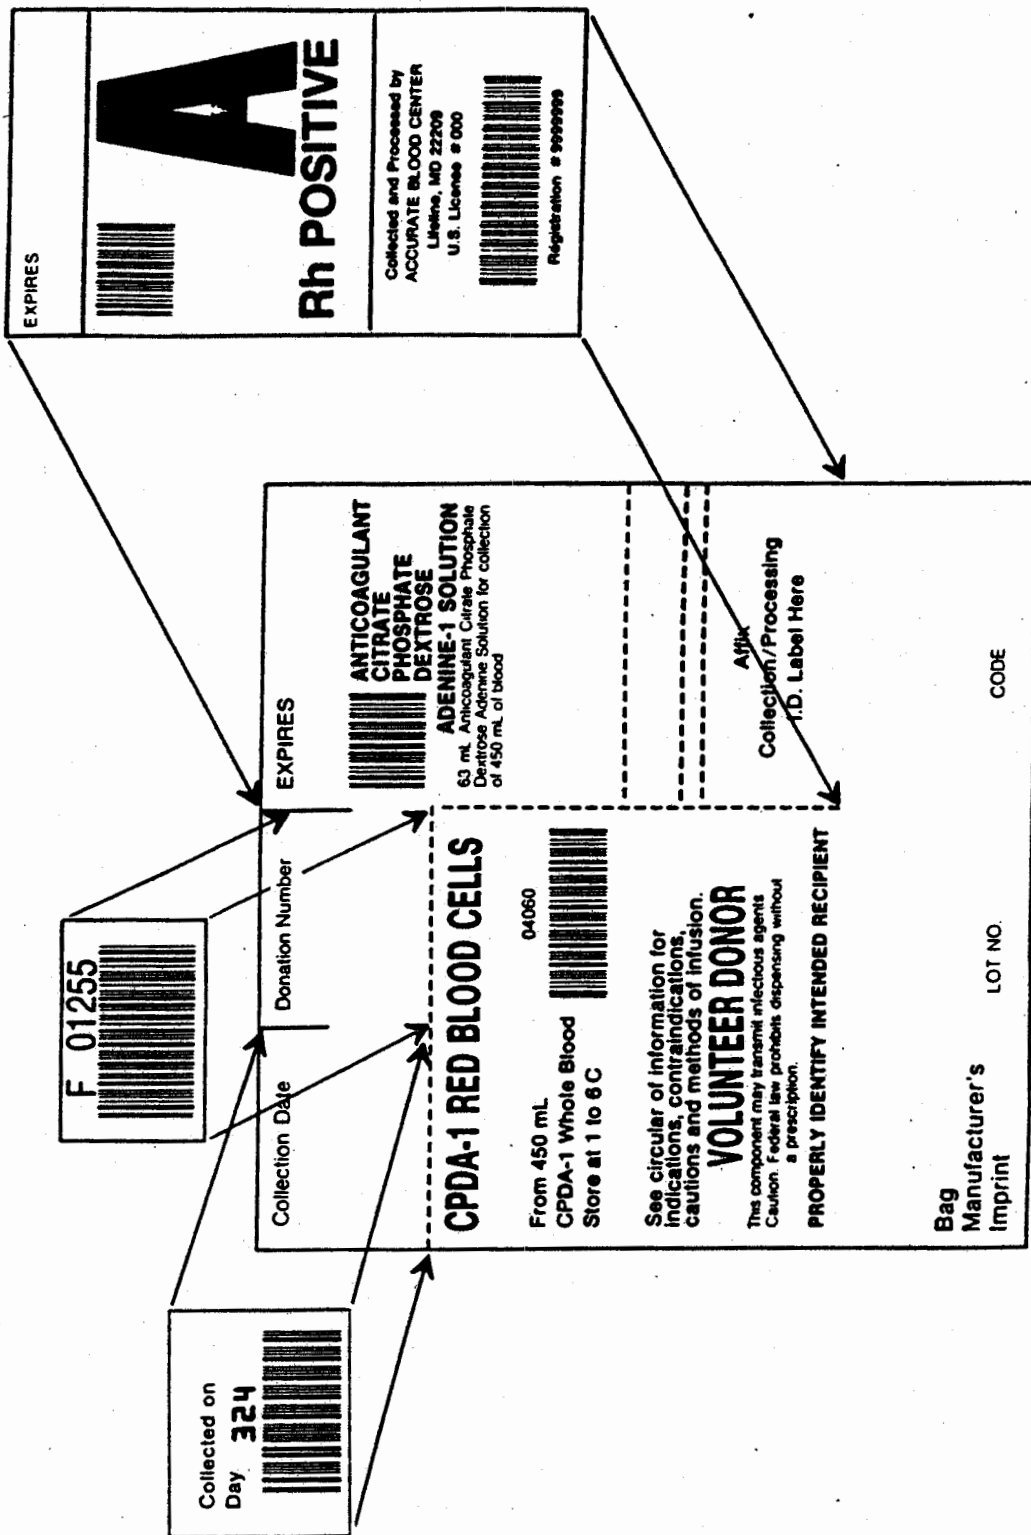 Collected on
Day 324
F 01255
EXPIRES
A
Rh POSITIVE
Collected and Processed by
ACCURATE BLOOD CENTER
Lifeline, MD 22209
U.S. License # 000
Registration # 9999999
Collection Date
Donation Number
EXPIRES
ANTICOAGULANT
CITRATE
PHOSPHATE
DEXTROSE
ADENINE-1 SOLUTION
63 mL Anticoagulant Citrate Phosphate
Dextrose Adenine Solution for collection
of 450 mL of blood
CPDA-1 RED BLOOD CELLS
From 450 mL
04060
CPDA-1 Whole Blood
Store at 1 to 6 C
See circular of information for
indications, contraindications,
cautions and methods of infusion.
VOLUNTEER DONOR
This component may transmit infectious agents
Caution. Federal law prohibits dispensing without
a prescription.
PROPERLY IDENTIFY INTENDED RECIPIENT
Affix
Collection/Processing
I.D. Label Here
Bag
Manufacturer's
Imprint
LOT NO.
CODE